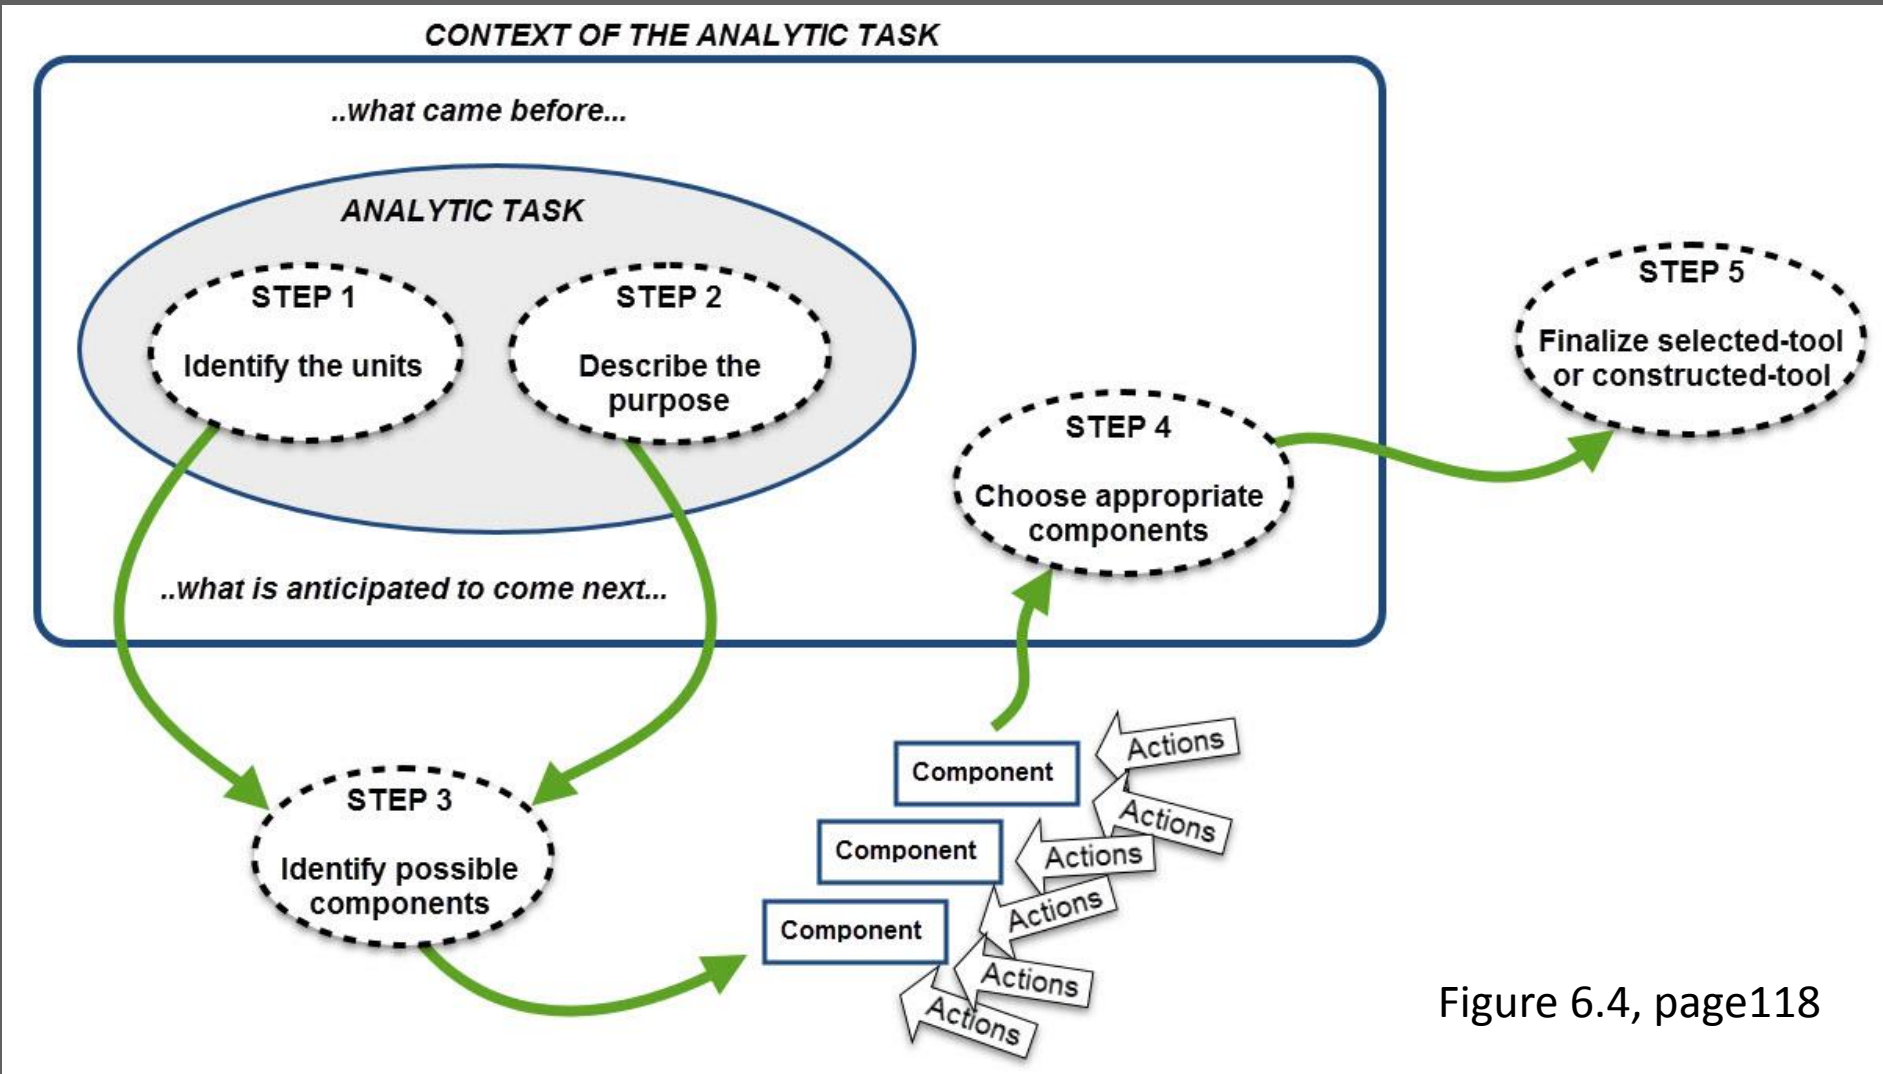 CONTEXT OF THE ANALYTIC TASK
..what came before...
ANALYTIC TASK
STEP 1
Identify the units
STEP 2
Describe the
purpose
..what is anticipated to come next...
STEP 3
Identify possible
components
Component
Component
Component
Actions
Actions
Actions
Actions
Actions
Actions
STEP 4
Choose appropriate
components
STEP 5
Finalize selected-tool
or constructed-tool
Figure 6.4, page118